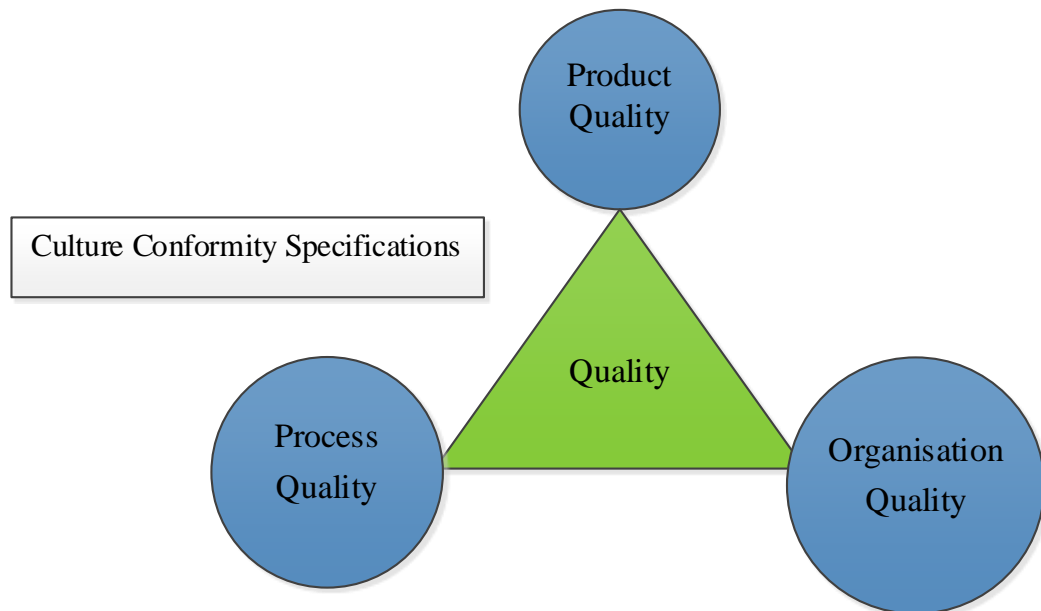 Product
Quality
Culture Conformity Specifications
Quality
Process
Quality
Organisation
Quality